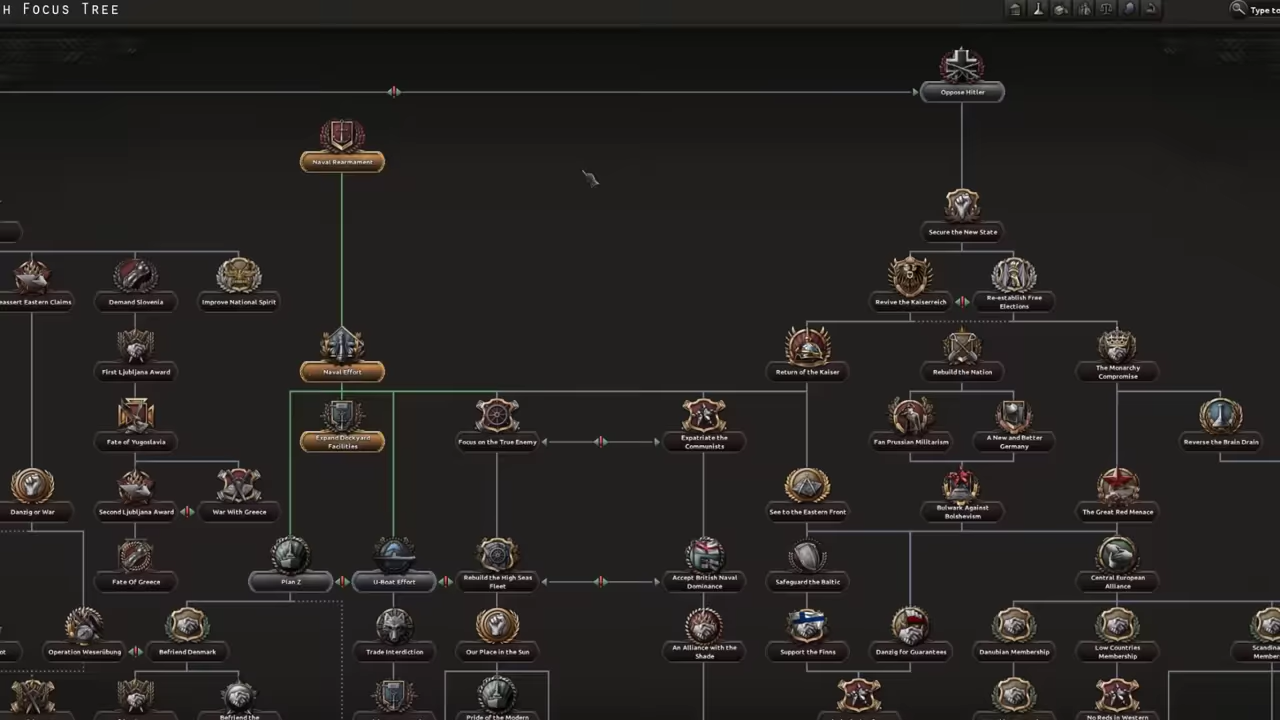 h Focus Tree
Type to
Oppose Hitler
Naval Rearmament
Secure the New State
eassert Eastern Claims
Demand Slovenia
Improve National Spirit
Revive the Kaiserreich
Re-establish Free
Elections
First Ljubljana Award
Naval Effort
Return of the Kaiser
Rebuild the Nation
The Monarchy
Compromise
Fate of Yugoslavia
Expand Dockyard
Facilities
Focus on the True Enemy
Expatriate the
Communists
Fan Prussian Militarism
A New and Better
Germany
Reverse the Brain Drain
Danzig or War
Second Ljubljana Award
War With Greece
See to the Eastern Front
Bulwark Against
Bolshevism
The Great Red Menace
Fate Of Greece
Plan Z
U-Boat Effort
Rebuild the High Seas
Fleet
Accept British Naval
Dominance
Safeguard the Baltic
Central European
Alliance
Operation Weserübung
Befriend Denmark
Trade Interdiction
Our Place in the Sun
An Alliance with the
Shade
Support the Finns
Danzig for Guarantees
Danubian Membership
Low Countries
Membership
Scandina
Member
Befriend the
Pride of the Modern
No Reds in Western